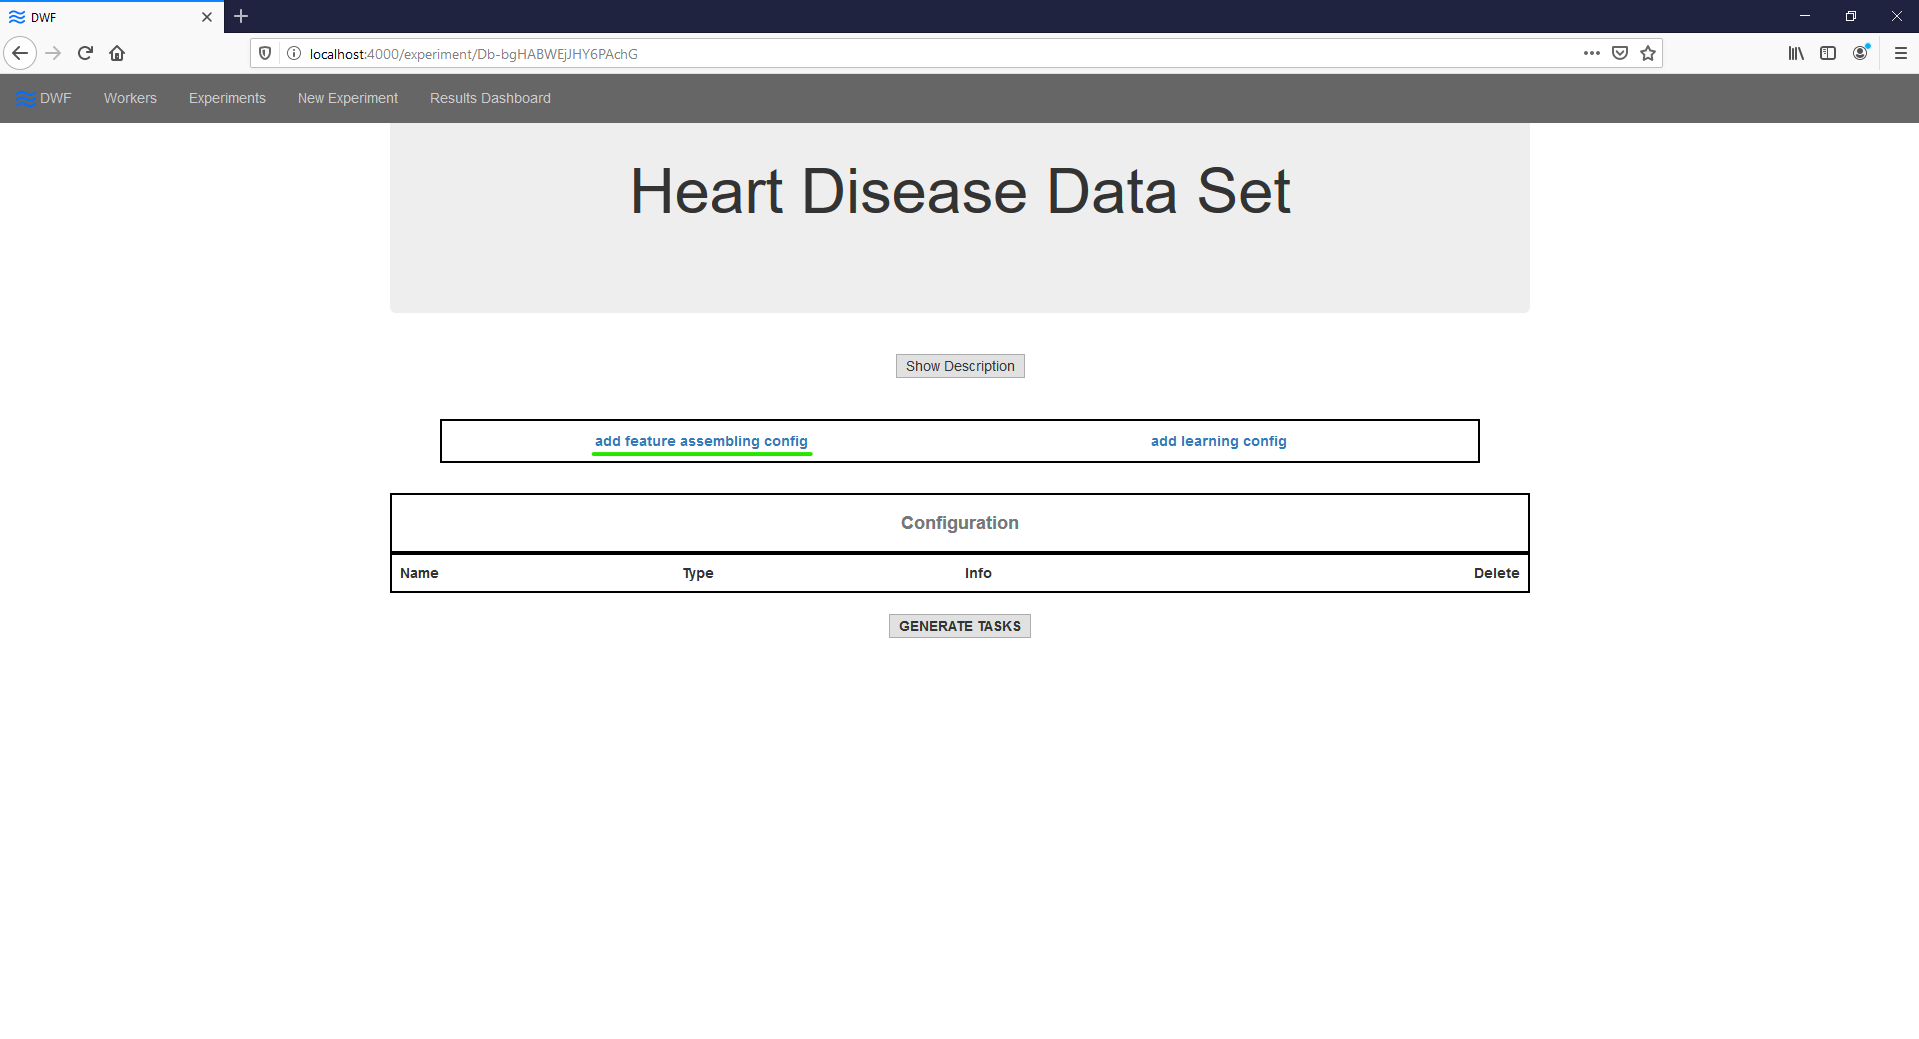 DWF
localhost:4000/experiment/Db-bgHABWEjJHY6PAchG
DWF Workers Experiments New Experiment Results Dashboard
Heart Disease Data Set
Show Description
add feature assembling config add learning config
Configuration
Name Type Info Delete
GENERATE TASKS